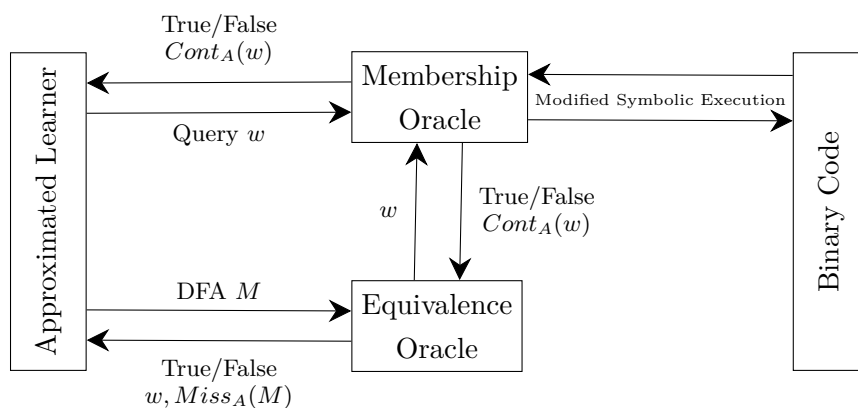 True/False
Cont_A(w)
Query w
Approximated Learner
Membership
Oracle
Modified Symbolic Execution
Binary Code
w
True/False
Cont_A(w)
DFA M
Equivalence
Oracle
True/False
w, Miss_A(M)